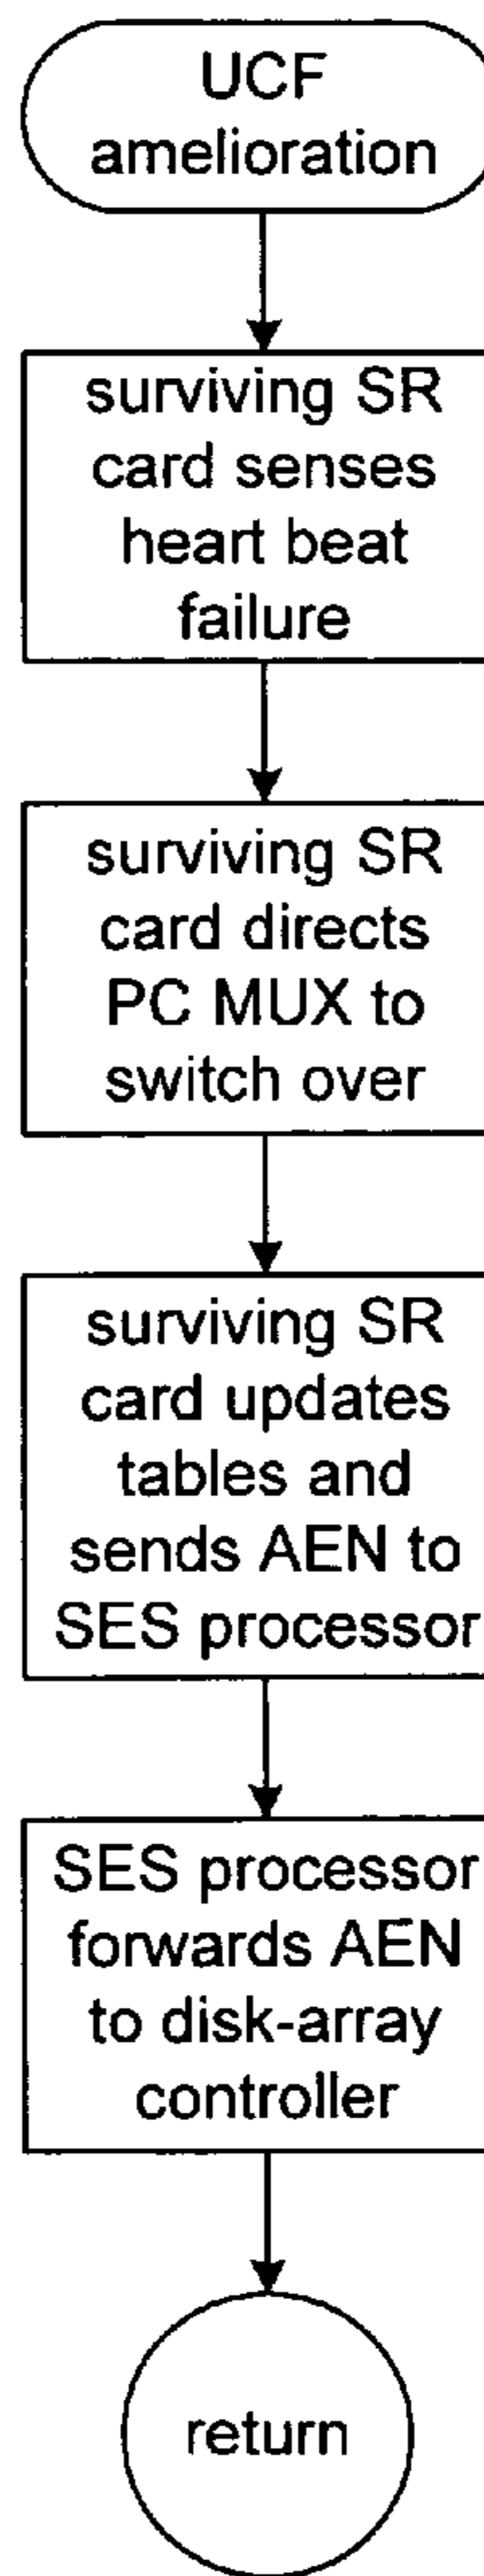 UCF
amelioration
surviving SR
card senses
heart beat
failure
surviving SR
card directs
PC MUX to
switch over
surviving SR
card updates
tables and
sends AEN to
SES processor
SES processor
forwards AEN
to disk-array
controller
return